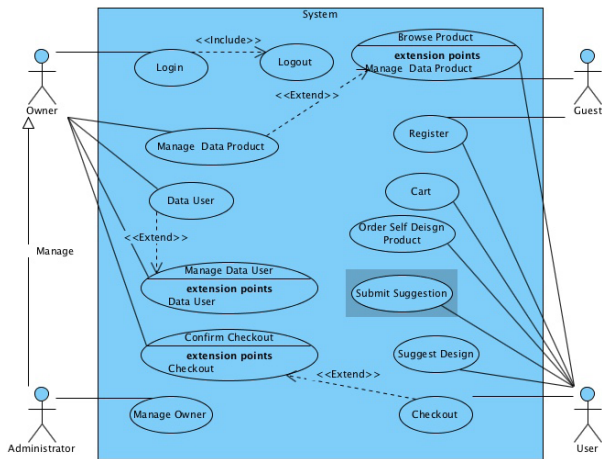 System
<<Include>>
Login
Logout
Browse Product
extension points
Manage Data Product
Owner
<<Extend>>
Guest
Register
Manage Data Product
Data User
Cart
Order Self Deisgn
Product
<<Extend>>
Manage
Manage Data User
extension points
Data User
Submit Suggestion
Confirm Checkout
extension points
Checkout
Suggest Design
<<Extend>>
Manage Owner
Checkout
Administrator
User